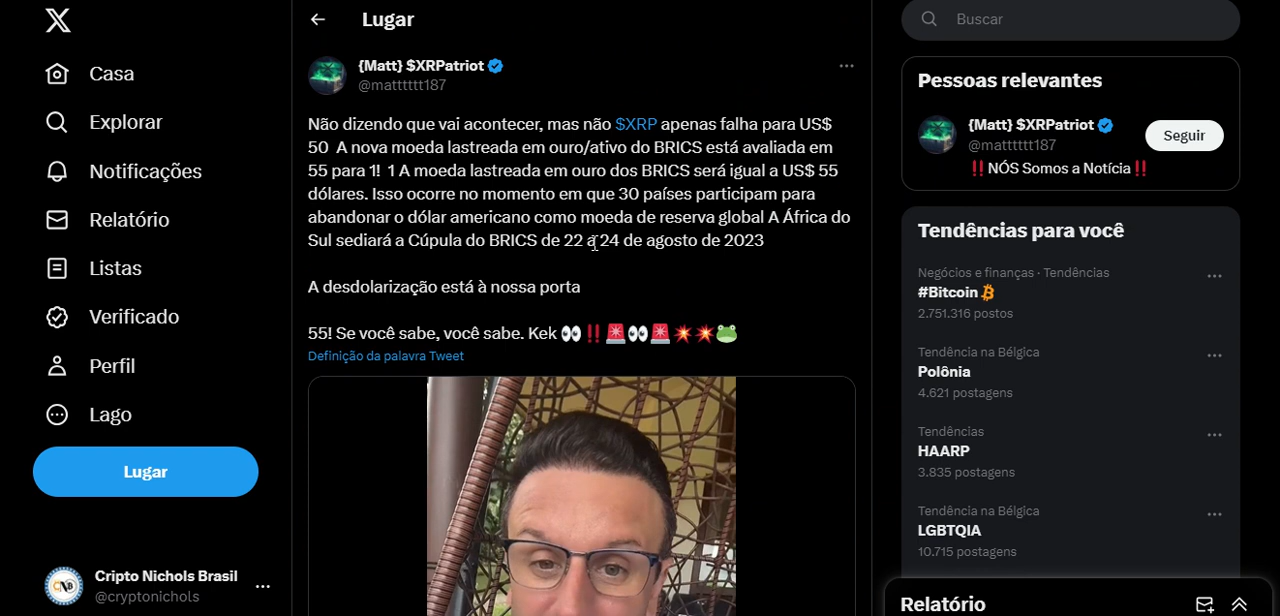 Casa
Explorar
Notificações
Relatório
Listas
Verificado
Perfil
Lago
Lugar
Cripto Nichols Brasil
@cryptonichols
Lugar
{Matt} $XRPatriot
@mattttt187
Não dizendo que vai acontecer, mas não $XRP apenas falha para US$
50 A nova moeda lastreada em ouro/ativo do BRICS está avaliada em
55 para 1! 1 A moeda lastreada em ouro dos BRICS será igual a US$ 55
dólares. Isso ocorre no momento em que 30 países participam para
abandonar o dólar americano como moeda de reserva global A África do
Sul sediará a Cúpula do BRICS de 22 a 24 de agosto de 2023
A desdolarização está à nossa porta
55! Se você sabe, você sabe. Kek 👀‼️🚨👀🚨💥💥🐸
Definição da palavra Tweet
Buscar
Pessoas relevantes
{Matt} $XRPatriot
@mattttt187
Seguir
‼️NÓS Somos a Notícia‼️
Tendências para você
Negócios e finanças · Tendências
#Bitcoin
2.751.316 postos
Tendência na Bélgica
Polônia
4.621 postagens
Tendências
HAARP
3.835 postagens
Tendência na Bélgica
LGBTQIA
10.715 postagens
Relatório